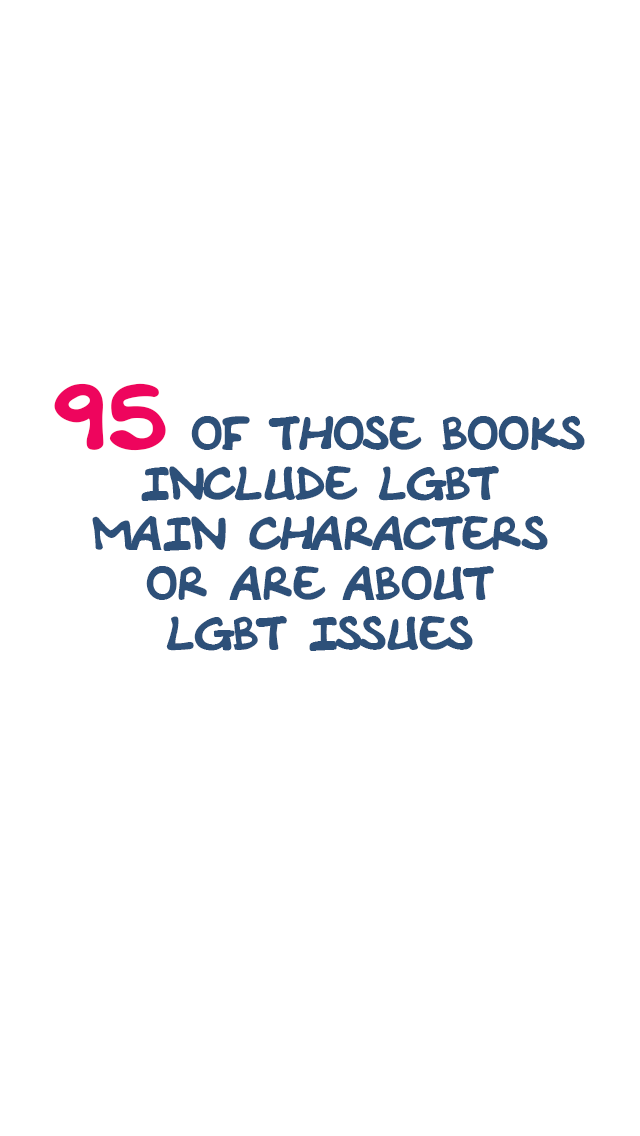 95 OF THOSE BOOKS
INCLUDE LGBT
MAIN CHARACTERS
OR ARE ABOUT
LGBT ISSUES